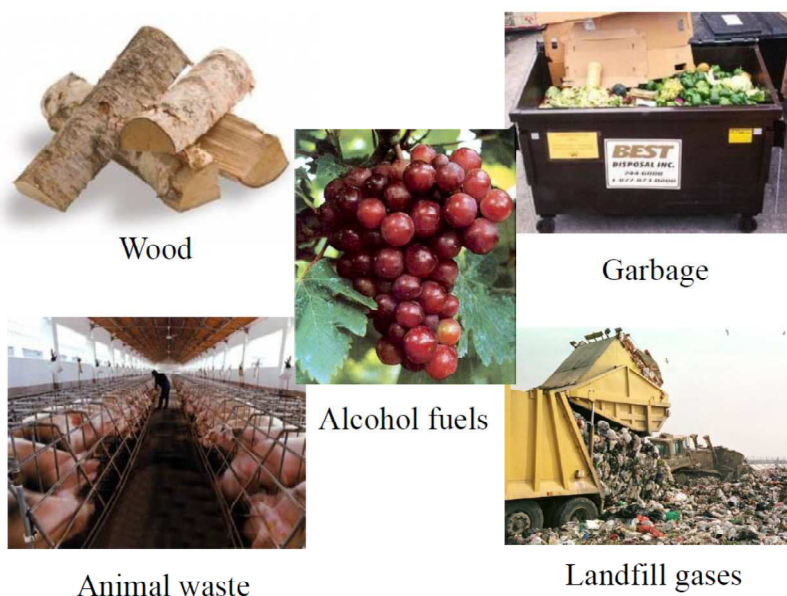 BEST
DISPOSAL INC.
Wood
Garbage
Alcohol fuels
Animal waste
Landfill gases